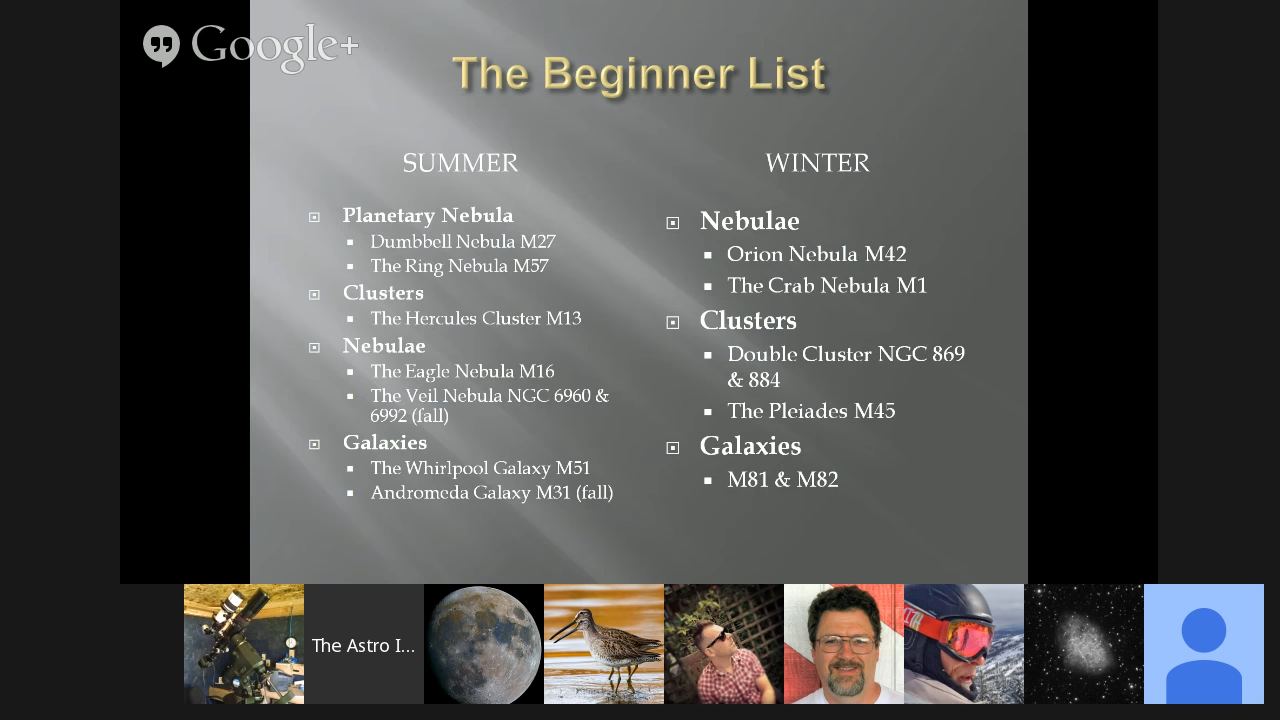 Google+
The Beginner List
SUMMER
Planetary Nebula
Dumbbell Nebula M27
The Ring Nebula M57
Clusters
The Hercules Cluster M13
Nebulae
The Eagle Nebula M16
The Veil Nebula NGC 6960 &
6992 (fall)
Galaxies
The Whirlpool Galaxy M51
Andromeda Galaxy M31 (fall)
WINTER
Nebulae
Orion Nebula M42
The Crab Nebula M1
Clusters
Double Cluster NGC 869
& 884
The Pleiades M45
Galaxies
M81 & M82
The Astro I...